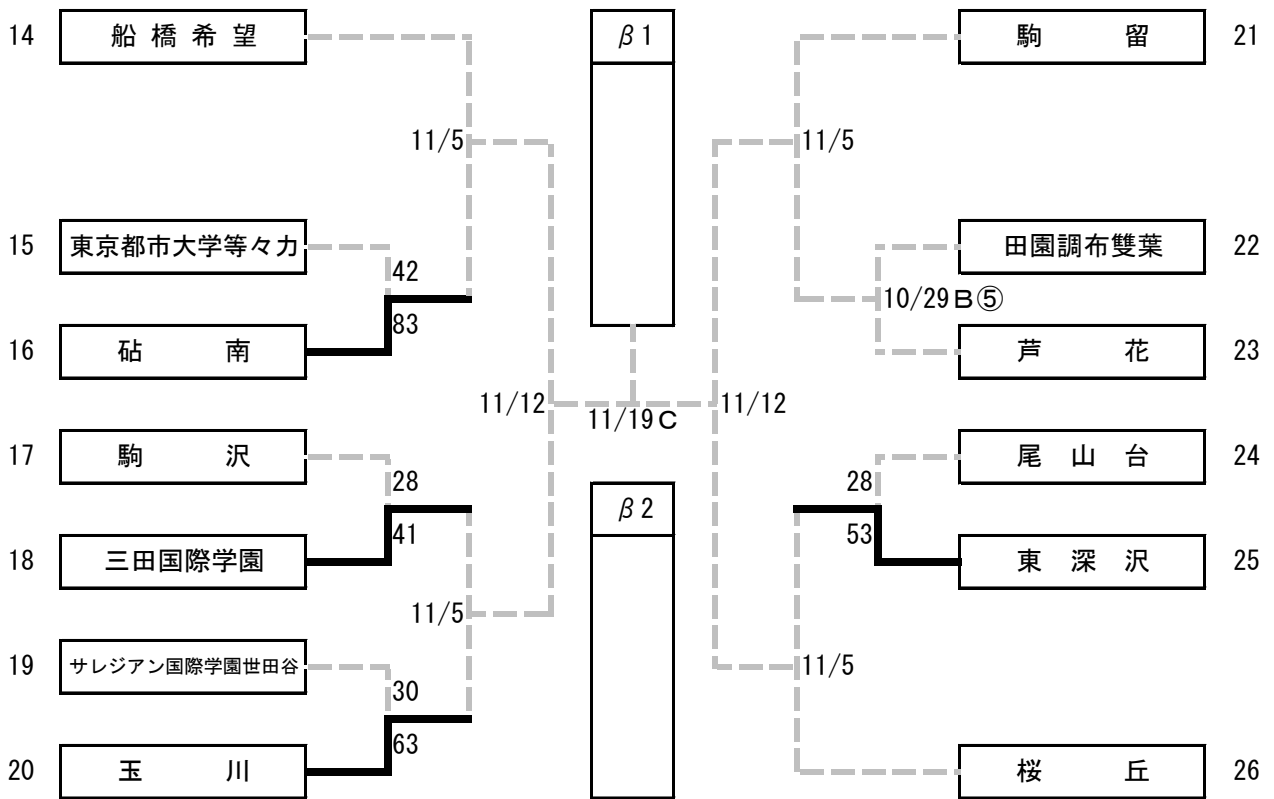 14 船橋希望
11/5
15 東京都市大学等々力
42
83
16 砧南
17 駒沢
28
41
18 三田国際学園
11/5
19 サレジアン国際学園世田谷
30
63
20 玉川
11/12
β1
11/19C
β2
11/12
駒留 21
11/5
田園調布雙葉 22
10/29B⑤
芦花 23
尾山台 24
28
53
東深沢 25
11/5
桜丘 26